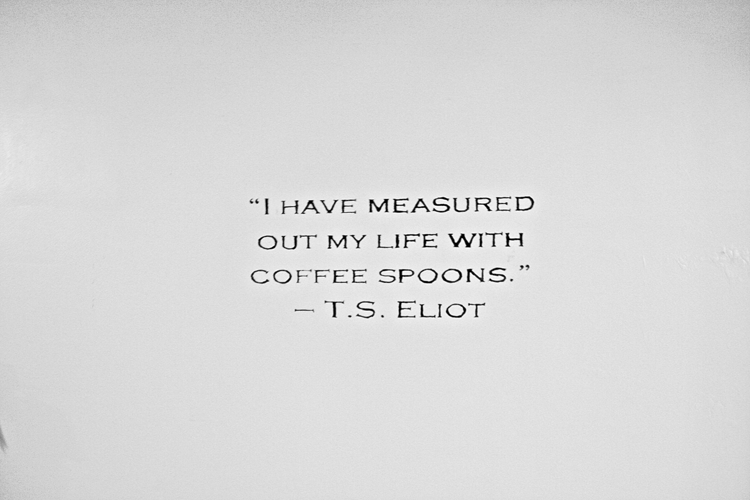 “I HAVE MEASURED
OUT MY LIFE WITH
COFFEE SPOONS.”
— T.S. ELIOT